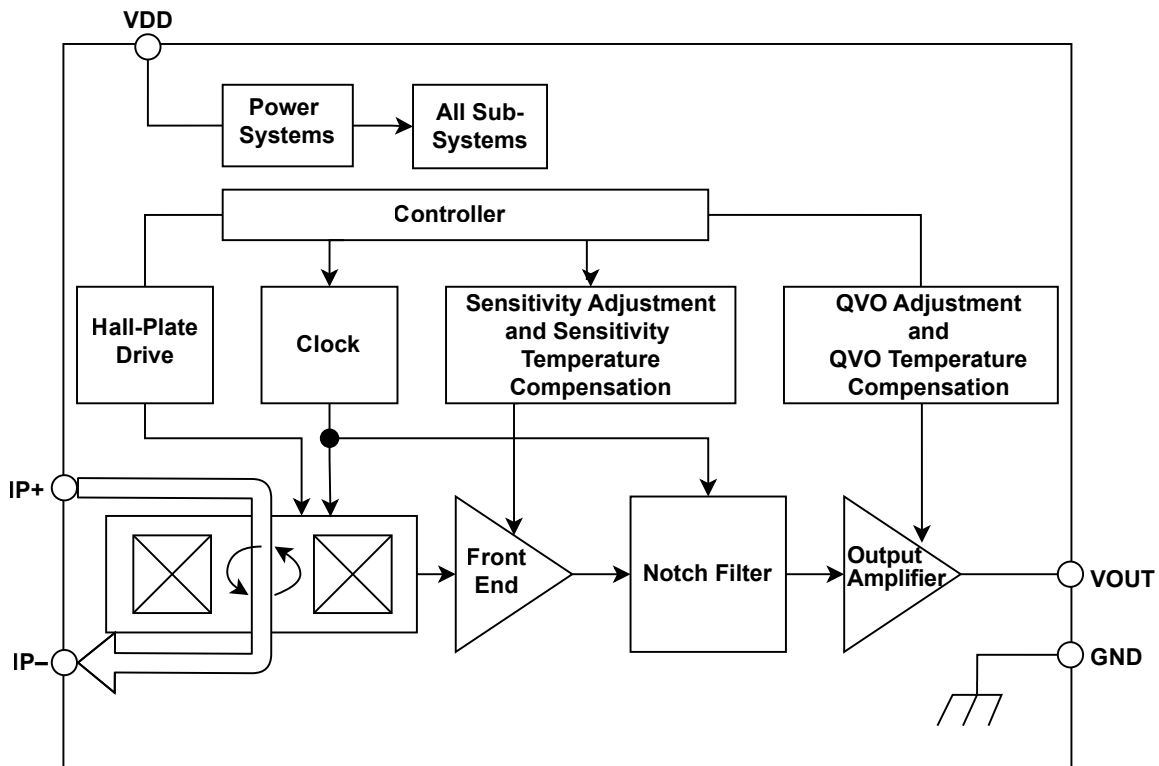 VDD
Power
Systems
All Sub-
Systems
Controller
Hall-Plate
Drive
Clock
Sensitivity Adjustment
and Sensitivity
Temperature
Compensation
QVO Adjustment
and
QVO Temperature
Compensation
IP+
Front
End
Notch Filter
Output
Amplifier
VOUT
IP–
GND